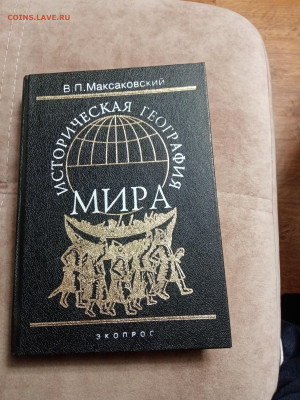 COINS.LAVE.RU
В.П.Максаковский
ИСТОРИЧЕСКАЯ ГЕОГРАФИЯ
МИРА
ЭКОПРОС